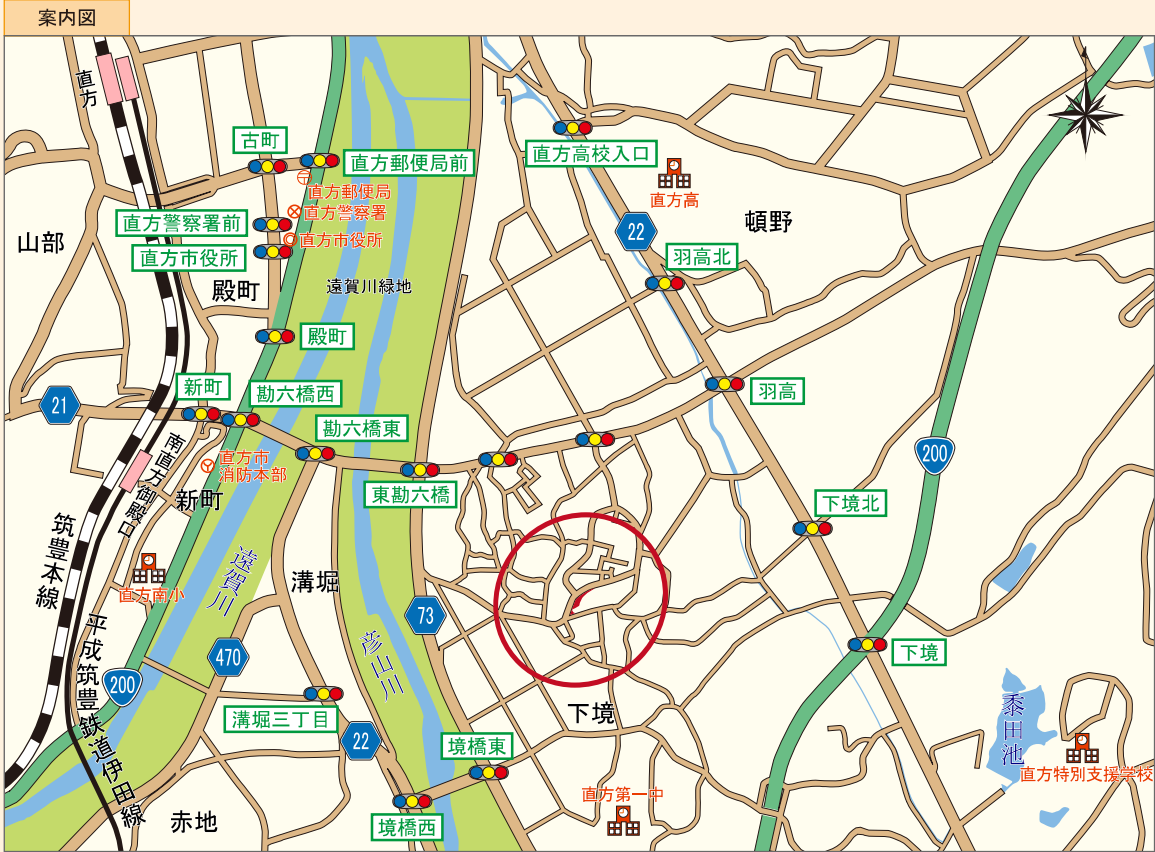 案内図
直方
古町
直方郵便局前
直方高校入口
直方郵便局
直方高
直方警察署前
直方警察署
山部
直方市役所
直方市役所
22
頓野
羽高北
殿町
遠賀川緑地
殿町
新町
勘六橋西
羽高
21
勘六橋東
南直方御殿口
直方市
消防本部
200
新町
東勘六橋
下境北
筑豊本線
遠賀川
直方南小
溝堀
73
平成筑豊鉄道伊田線
彦山川
470
下境
200
黍田池
溝堀三丁目
22
下境
境橋東
直方特別支援学校
直方第一中
赤地
境橋西